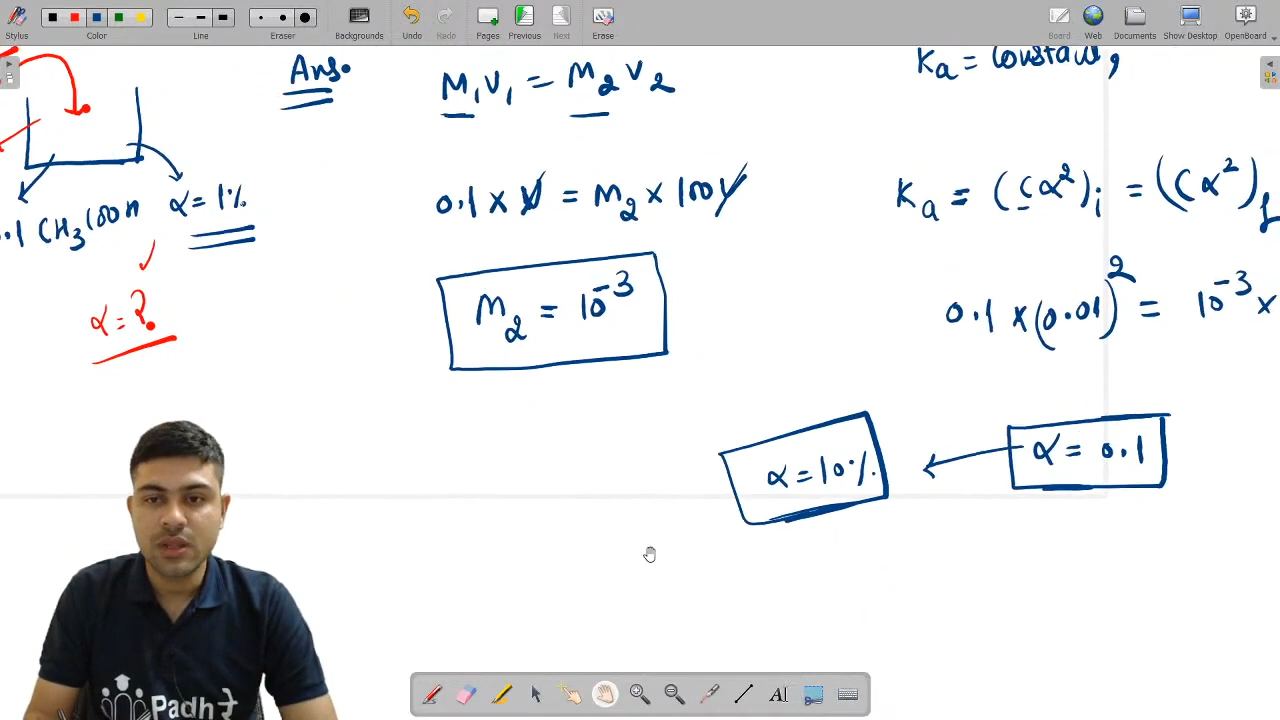 Stylus
Color
Line
Eraser
Backgrounds
Undo
Redo
Pages
Previous
Next
Erase
Board
Web
Documents
Show Desktop
OpenBoard
Ans.
M₁V₁ = M₂V₂
Ka = constant,
0.1 × V = M₂ × 100V
Ka = (Cα²)i = (Cα²)f
.1 CH₃COOH
α = 1%
α = ?
M₂ = 10⁻³
0.1 × (0.01)² = 10⁻³ ×
α = 10%.
α = 0.1
Padhरे